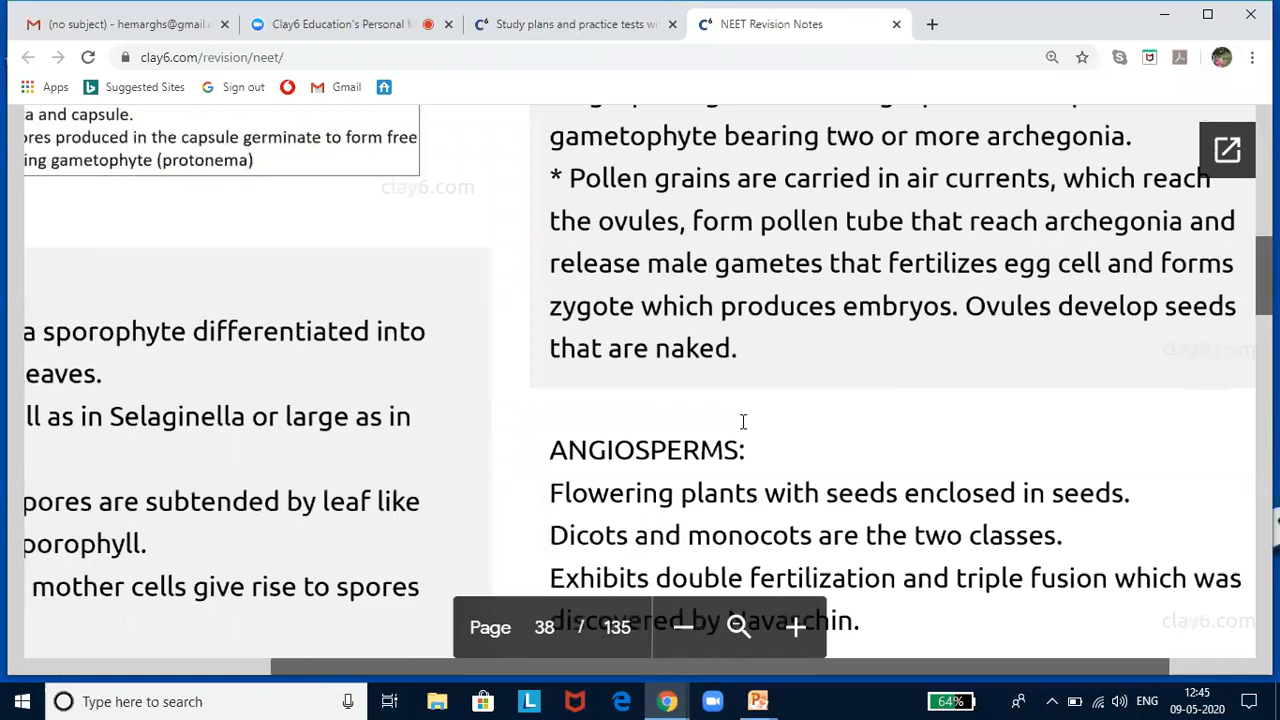 (no subject) - hemarghs@gmail.
Clay6 Education's Personal
Study plans and practice tests wi
NEET Revision Notes
clay6.com/revision/neet/
Apps
Suggested Sites
Sign out
Gmail
a and capsule.
ores produced in the capsule germinate to form free
ing gametophyte (protonema)
clay6.com
a sporophyte differentiated into
eaves.
ll as in Selaginella or large as in
pores are subtended by leaf like
porophyll.
mother cells give rise to spores
gametophyte bearing two or more archegonia.
* Pollen grains are carried in air currents, which reach
the ovules, form pollen tube that reach archegonia and
release male gametes that fertilizes egg cell and forms
zygote which produces embryos. Ovules develop seeds
that are naked.
clay6.com
ANGIOSPERMS:
Flowering plants with seeds enclosed in seeds.
Dicots and monocots are the two classes.
Exhibits double fertilization and triple fusion which was
discovered by Navaschin.
clay6.com
Page 38 / 135
Type here to search
64%
ENG
12:45
09-05-2020